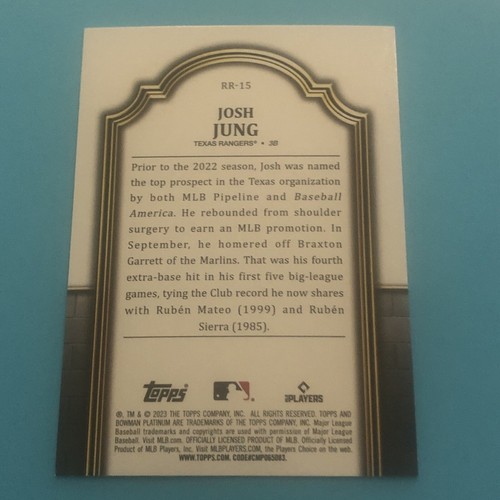 RR-15
JOSH
JUNG
TEXAS RANGERS® • 3B
Prior to the 2022 season, Josh was named
the top prospect in the Texas organization
by both MLB Pipeline and Baseball
America. He rebounded from shoulder
surgery to earn an MLB promotion. In
September, he homered off Braxton
Garrett of the Marlins. That was his fourth
extra-base hit in his first five big-league
games, tying the Club record he now shares
with Rubén Mateo (1999) and Rubén
Sierra (1985).
topps PLAYERS
®, TM & © 2023 THE TOPPS COMPANY, INC. ALL RIGHTS RESERVED. TOPPS AND
BOWMAN PLATINUM ARE TRADEMARKS OF THE TOPPS COMPANY, INC. Major League
Baseball trademarks and copyrights are used with permission of Major League
Baseball. Visit MLB.com. OFFICIALLY LICENSED PRODUCT OF MLB. Officially Licensed
Product of MLB Players, Inc. Visit MLBPLAYERS.COM, the Players Choice on the web.
WWW.TOPPS.COM. CODE#CMP065083.